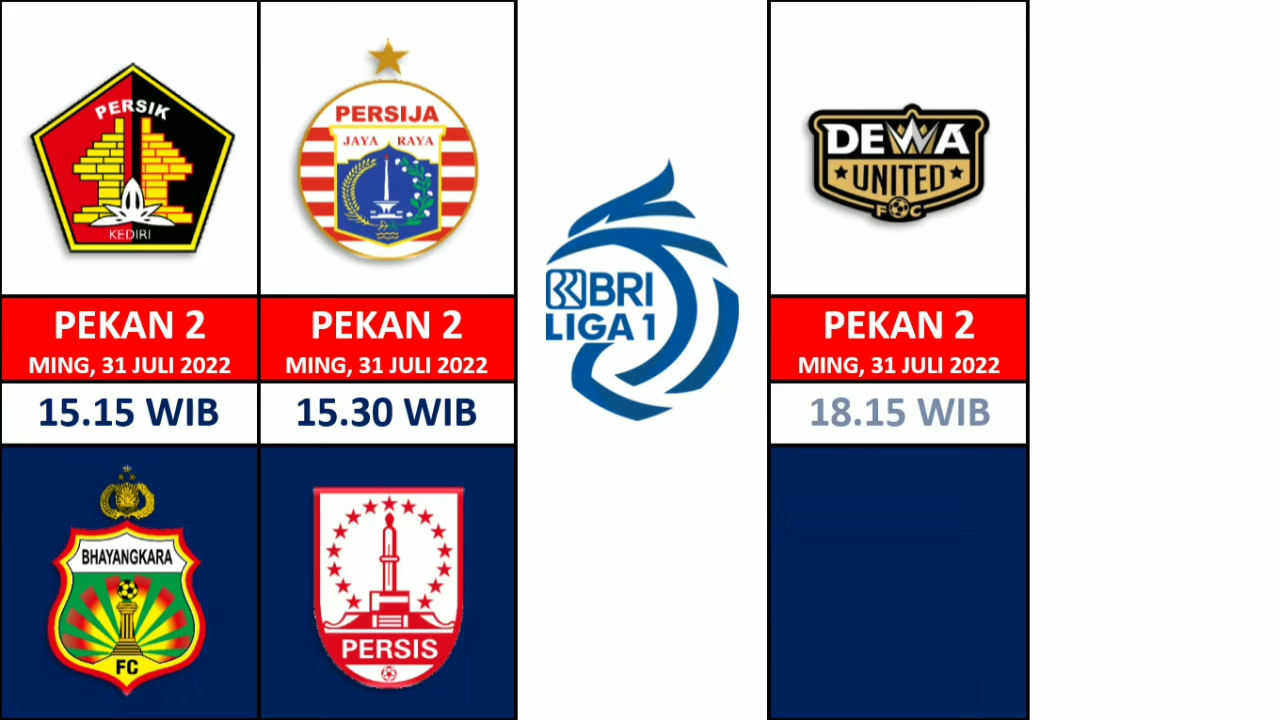 PERSIK
KEDIRI
PEKAN 2
MING, 31 JULI 2022
15.15 WIB
BHAYANGKARA
FC
PERSIJA
JAYA RAYA
PEKAN 2
MING, 31 JULI 2022
15.30 WIB
PERSIS
BRI
LIGA 1
DEWA
UNITED
FC
PEKAN 2
MING, 31 JULI 2022
18.15 WIB